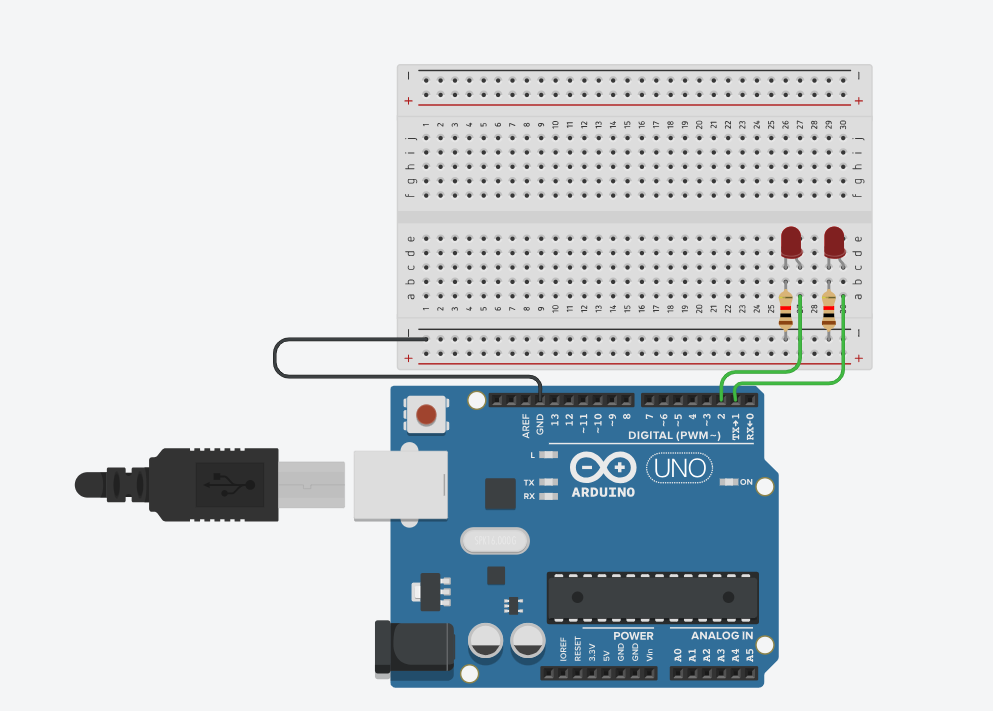 − −
+ +
1 2 3 4 5 6 7 8 9 10 11 12 13 14 15 16 17 18 19 20 21 22 23 24 25 26 27 28 29 30
j j
i i
h h
g g
f f
e e
d d
c c
b b
a a
1 2 3 4 5 6 7 8 9 10 11 12 13 14 15 16 17 18 19 20 21 22 23 24 25 28
− −
+ +
AREF GND 13 12 ~11 ~10 ~9 8 7 ~6 ~5 4 ~3 2 TX→1 RX←0
DIGITAL (PWM~)
L
TX
RX
UNO
ARDUINO
ON
POWER ANALOG IN
IOREF RESET 3.3V 5V GND GND Vin A0 A1 A2 A3 A4 A5